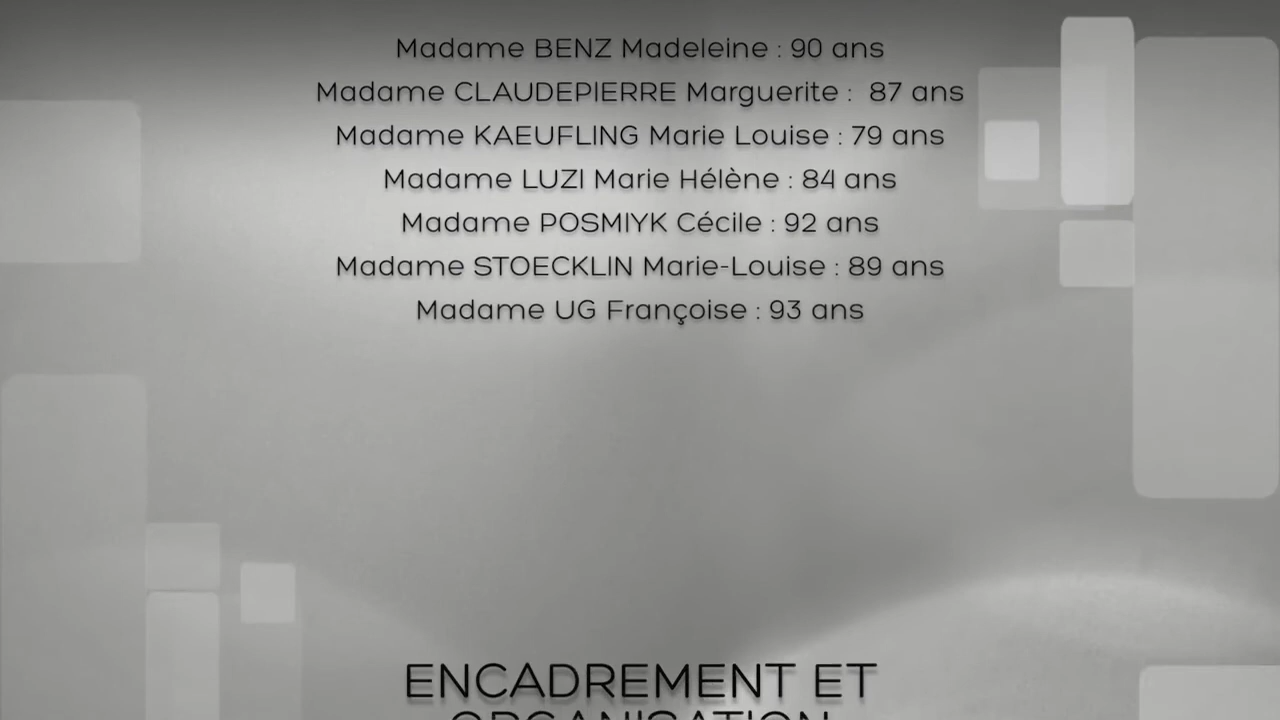 Madame BENZ Madeleine : 90 ans
Madame CLAUDEPIERRE Marguerite :  87 ans
Madame KAEUFLING Marie Louise : 79 ans
Madame LUZI Marie Hélène : 84 ans
Madame POSMIYK Cécile : 92 ans
Madame STOECKLIN Marie-Louise : 89 ans
Madame UG Françoise : 93 ans
ENCADREMENT ET
ORGANISATION